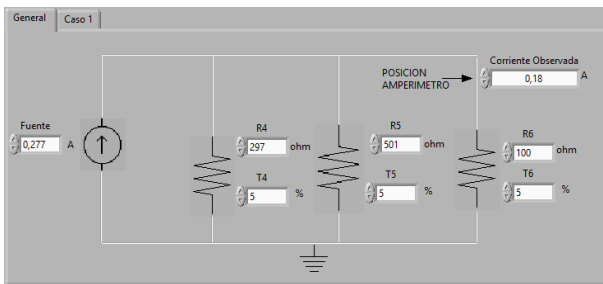 General Caso 1
Corriente Observada
POSICION
AMPERIMETRO
0,18 A
Fuente
0,277 A
R4
297 ohm
T4
5 %
R5
501 ohm
T5
5 %
R6
100 ohm
T6
5 %